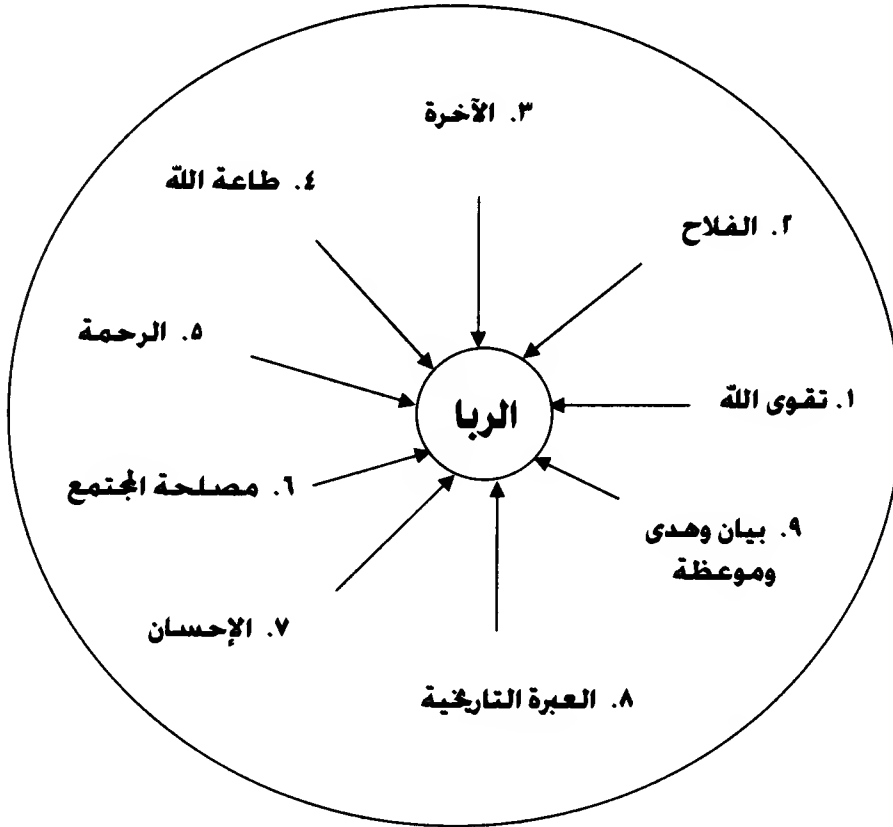 ٣. الآخرة
٤. طاعة الله
٢. الفلاح
٥. الرحمة
الربا
١. تقوى الله
٦. مصلحة المجتمع
٩. بيان وهدى
وموعظة
٧. الإحسان
٨. العبرة التاريخية